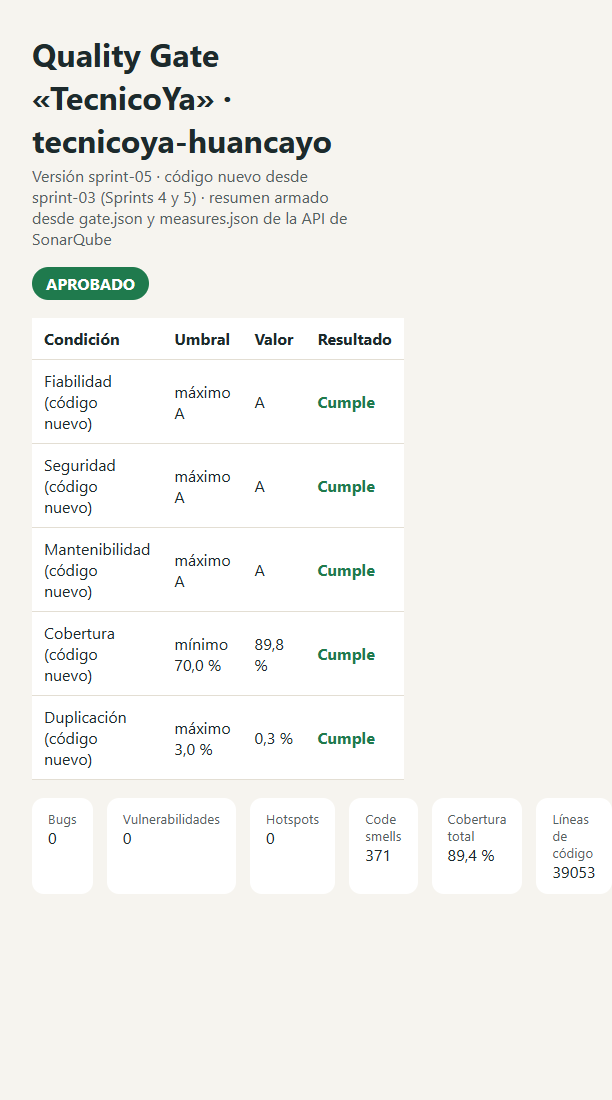 Quality Gate
«TecnicoYa» ·
tecnicoya-huancayo
Versión sprint-05 · código nuevo desde
sprint-03 (Sprints 4 y 5) · resumen armado
desde gate.json y measures.json de la API de
SonarQube
APROBADO
Condición Umbral Valor Resultado
Fiabilidad
(código
nuevo)
máximo
A
A
Cumple
Seguridad
(código
nuevo)
máximo
A
A
Cumple
Mantenibilidad
(código
nuevo)
máximo
A
A
Cumple
Cobertura
(código
nuevo)
mínimo
70,0 %
89,8
%
Cumple
Duplicación
(código
nuevo)
máximo
3,0 %
0,3 %
Cumple
Bugs
0
Vulnerabilidades
0
Hotspots
0
Code
smells
371
Cobertura
total
89,4 %
Líneas
de
código
39053